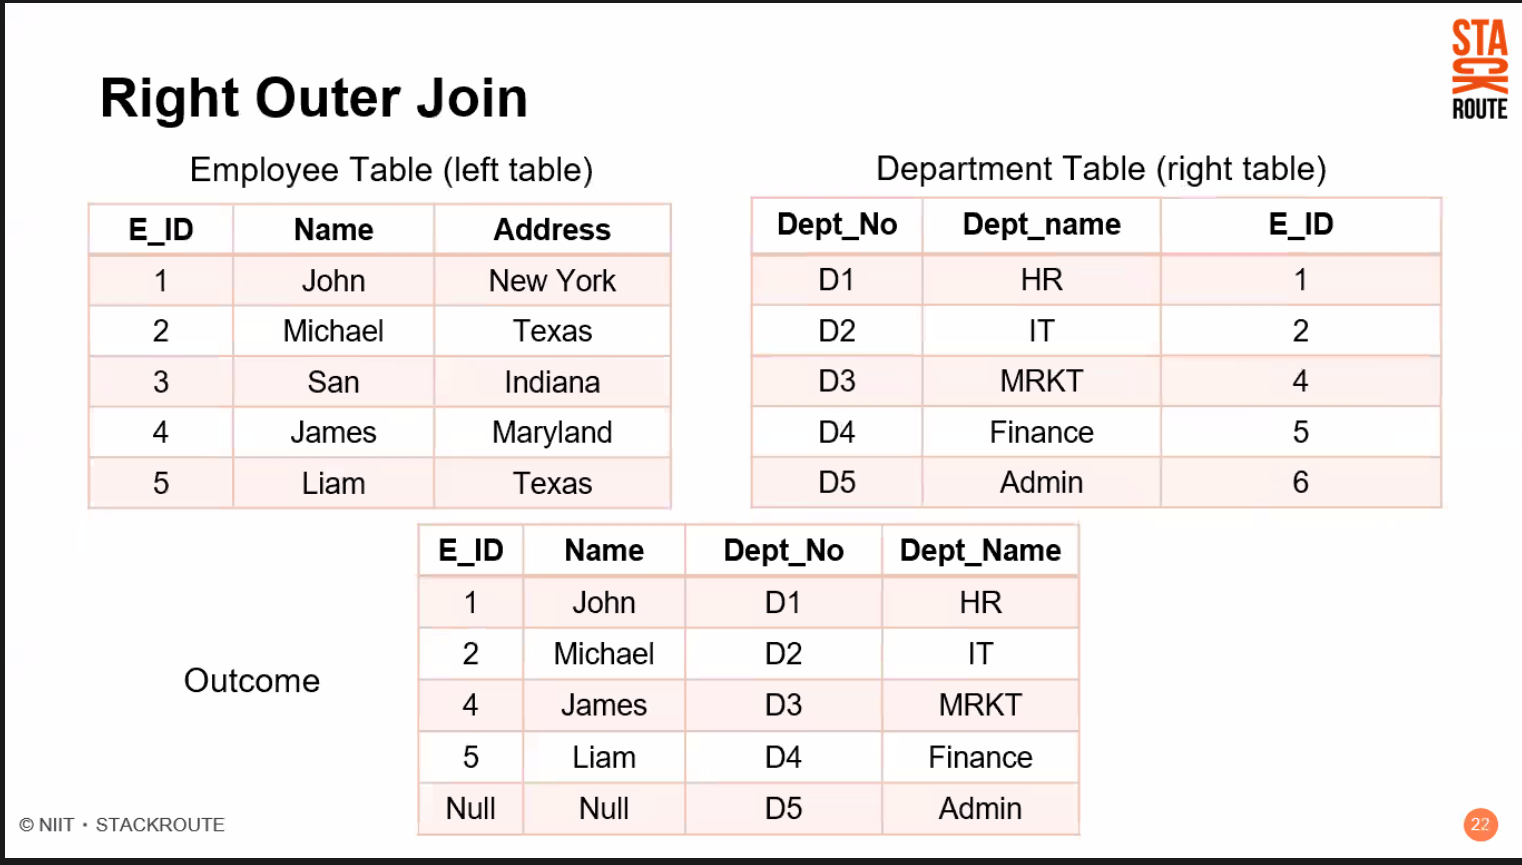 STA
CK
ROUTE
Right Outer Join
Employee Table (left table)
E_ID Name Address
1 John New York
2 Michael Texas
3 San Indiana
4 James Maryland
5 Liam Texas
Department Table (right table)
Dept_No Dept_name E_ID
D1 HR 1
D2 IT 2
D3 MRKT 4
D4 Finance 5
D5 Admin 6
Outcome
E_ID Name Dept_No Dept_Name
1 John D1 HR
2 Michael D2 IT
4 James D3 MRKT
5 Liam D4 Finance
Null Null D5 Admin
© NIIT • STACKROUTE
22